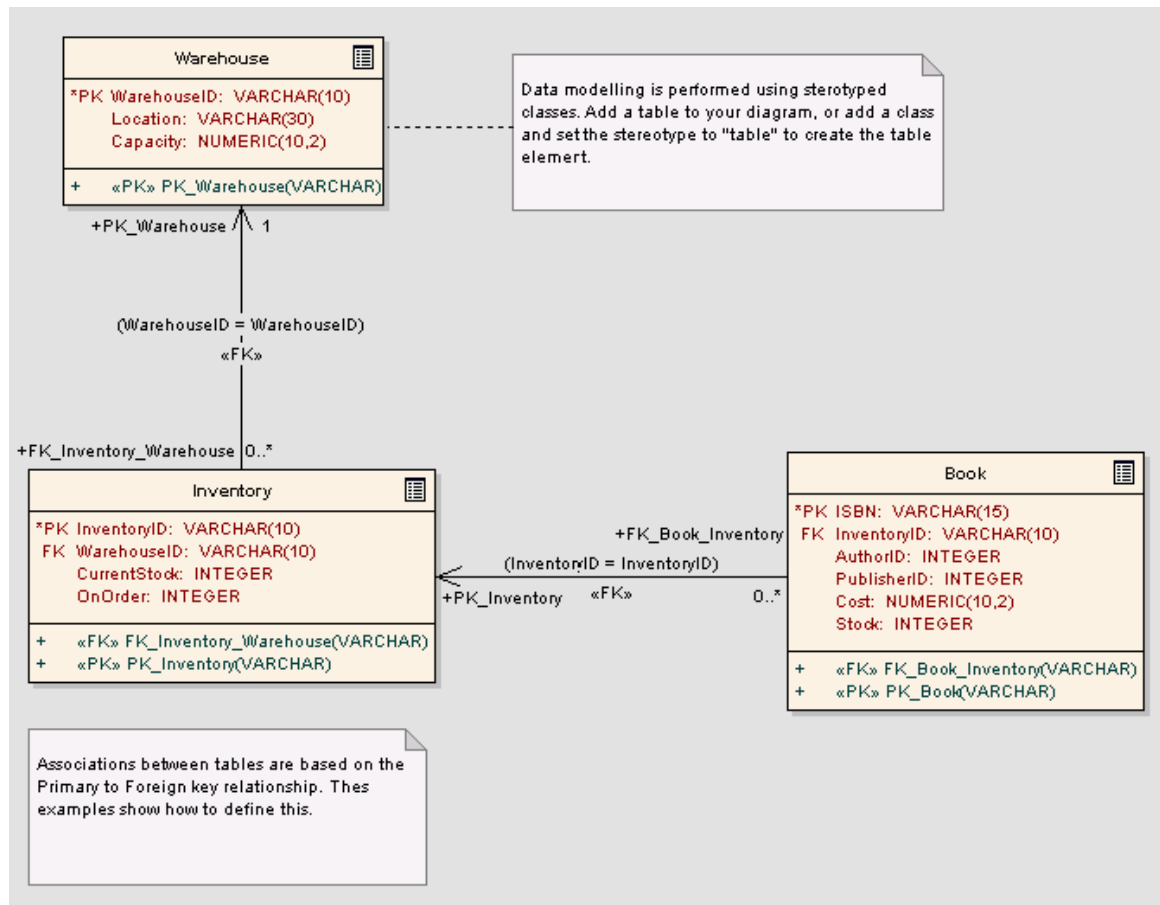 Warehouse
*PK WarehouseID: VARCHAR(10)
Location: VARCHAR(30)
Capacity: NUMERIC(10,2)
+ «PK» PK_Warehouse(VARCHAR)
Data modelling is performed using sterotyped
classes. Add a table to your diagram, or add a class
and set the stereotype to "table" to create the table
elemert.
+PK_Warehouse 1
(WarehouseID = WarehouseID)
«FK»
+FK_Inventory_Warehouse 0..*
Inventory
*PK InventoryID: VARCHAR(10)
FK WarehouseID: VARCHAR(10)
CurrentStock: INTEGER
OnOrder: INTEGER
+ «FK» FK_Inventory_Warehouse(VARCHAR)
+ «PK» PK_Inventory(VARCHAR)
+FK_Book_Inventory
(InventoryID = InventoryID)
+PK_Inventory «FK» 0..*
Book
*PK ISBN: VARCHAR(15)
FK InventoryID: VARCHAR(10)
AuthorID: INTEGER
PublisherID: INTEGER
Cost: NUMERIC(10,2)
Stock: INTEGER
+ «FK» FK_Book_Inventory(VARCHAR)
+ «PK» PK_Book(VARCHAR)
Associations between tables are based on the
Primary to Foreign key relationship. Thes
examples show how to define this.